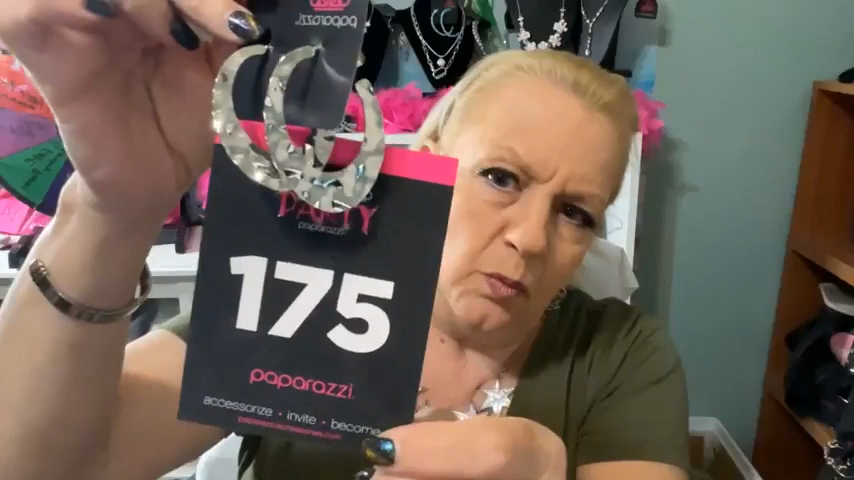 paparazzi
PARTY
paparazzi
175
paparazzi
accessorize • invite • become